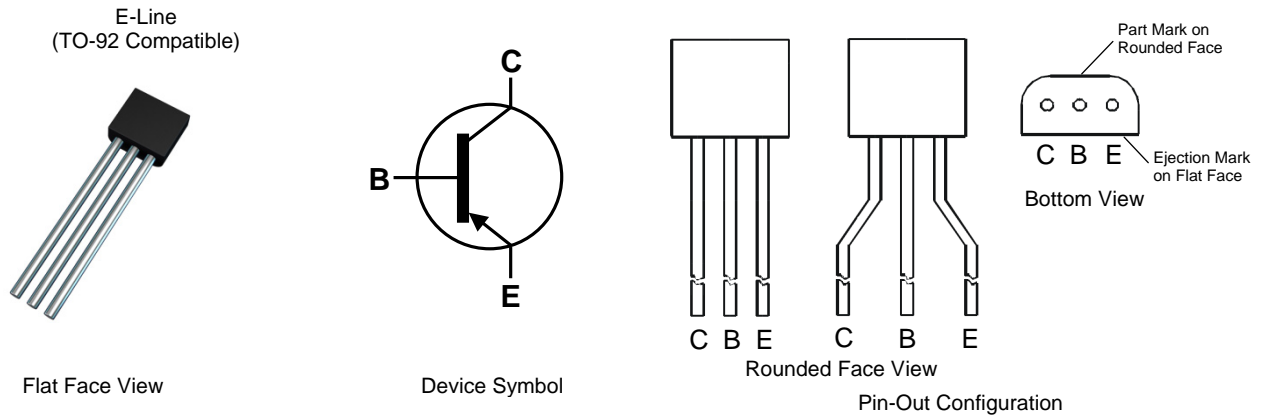 E-Line
(TO-92 Compatible)
Flat Face View
C
B
E
Device Symbol
C B E
C B E
Rounded Face View
Part Mark on
Rounded Face
C B E
Ejection Mark
on Flat Face
Bottom View
Pin-Out Configuration